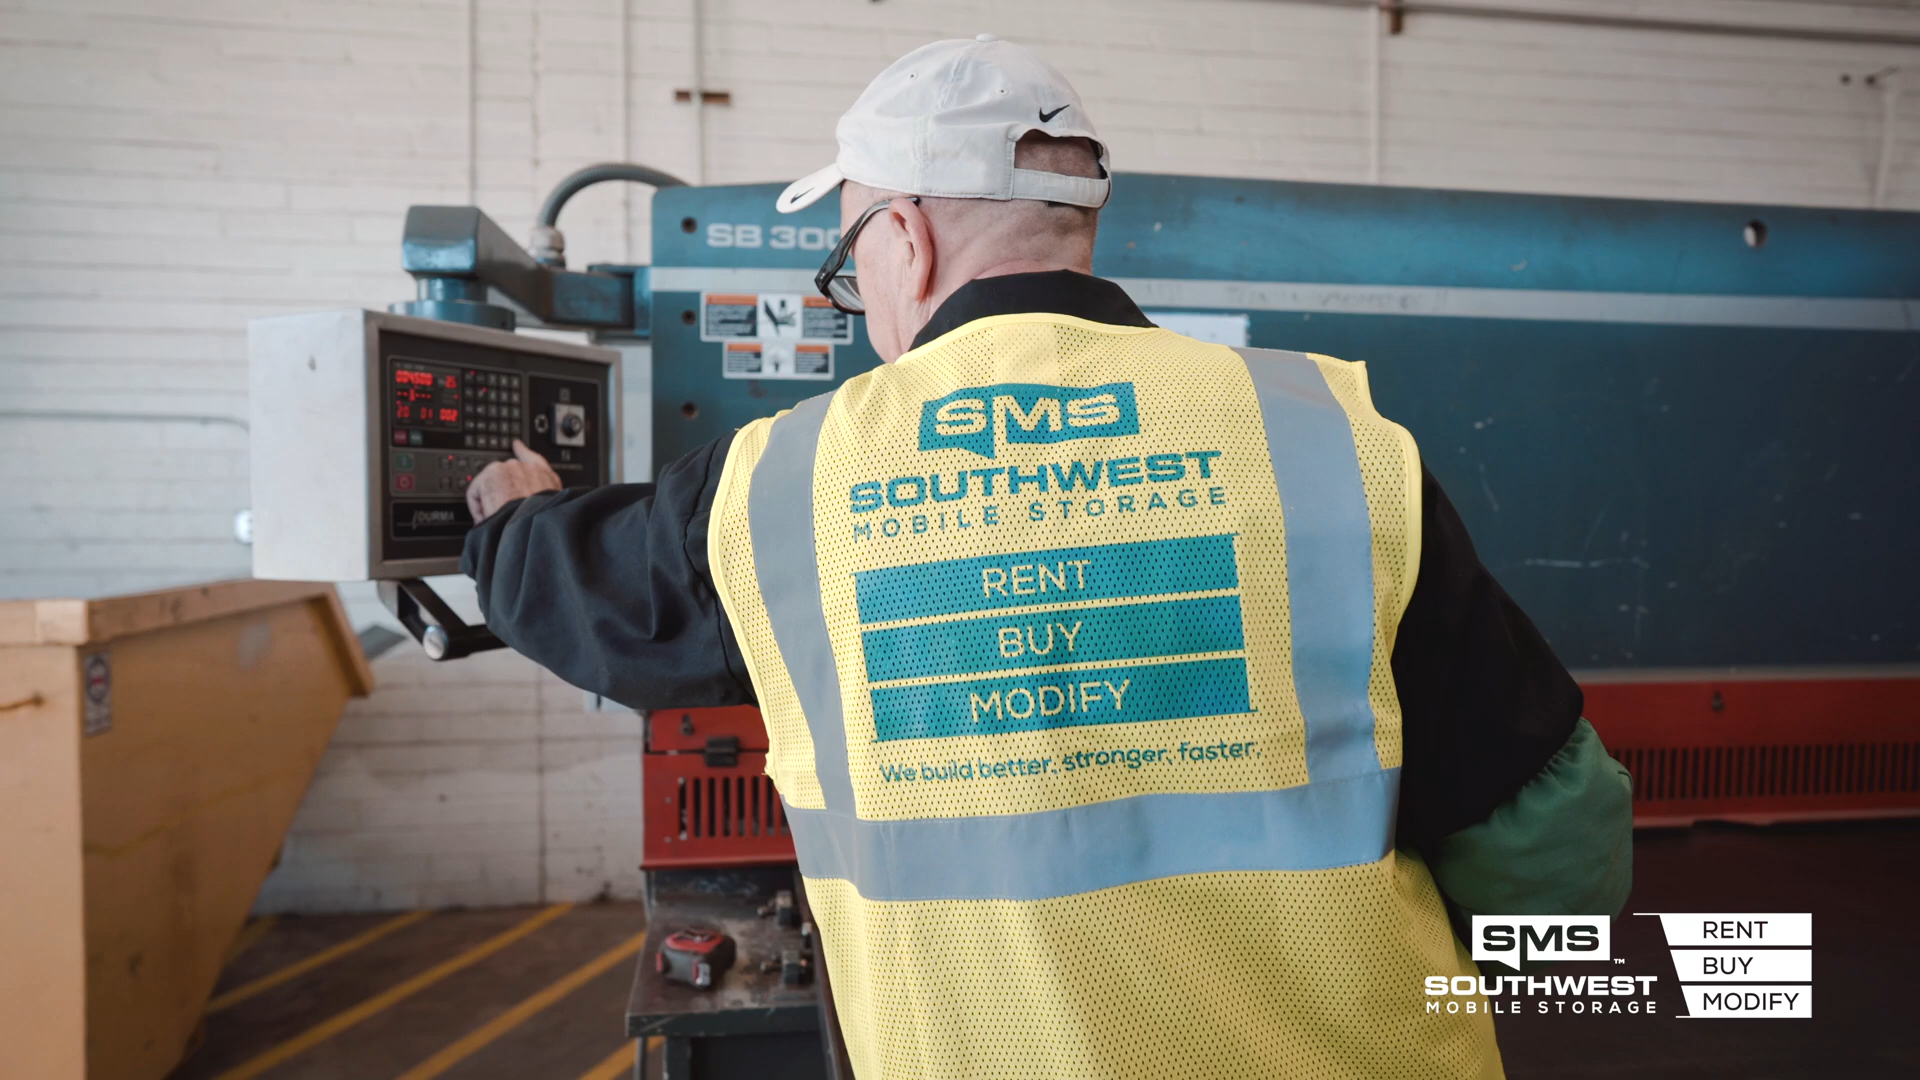 SB 300
DURMA
SMS
SOUTHWEST
MOBILE STORAGE
RENT
BUY
MODIFY
We build better, stronger, faster.
SMS™
SOUTHWEST
MOBILE STORAGE
RENT
BUY
MODIFY